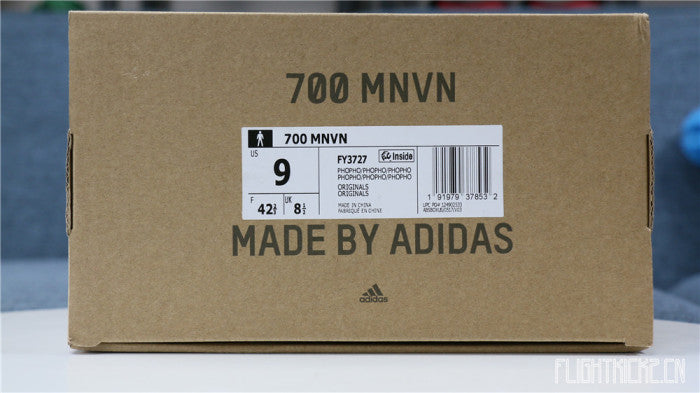 700 MNVN
700 MNVN
US
9
F
42⅔
UK
8½
FY3727
Inside
PHOPHO/PHOPHO/PHOPHO
PHOPHO/PHOPHO/PHOPHO
ORIGINALS
ORIGINALS
MADE IN CHINA
FABRIQUÉ EN CHINE
1 91979 37853 2
MADE BY ADIDAS
adidas
FLIGHTKICKZ.CN